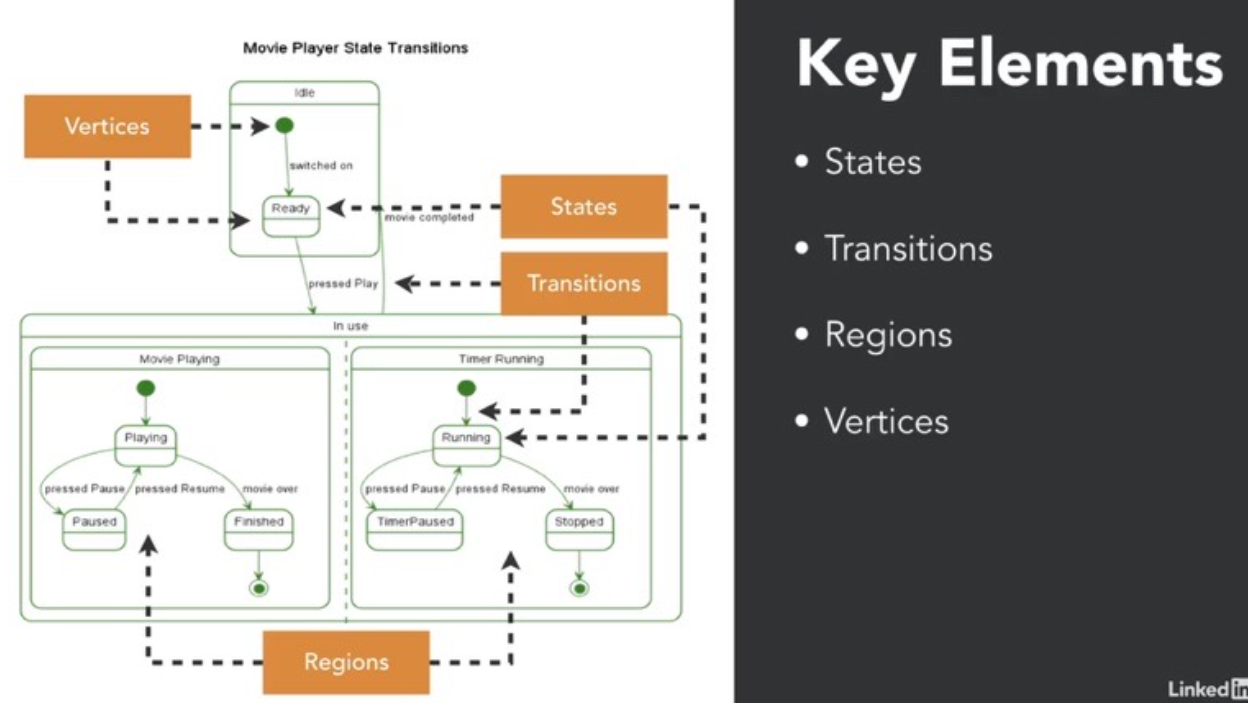 Movie Player State Transitions
Key Elements
Idle
Vertices
switched on
Ready
States
movie completed
pressed Play
Transitions
In use
Movie Playing
Timer Running
Playing
Running
pressed Pause
pressed Resume
movie over
pressed Pause
pressed Resume
movie over
Paused
Finished
TimerPaused
Stopped
Regions
• States
• Transitions
• Regions
• Vertices
Linked in